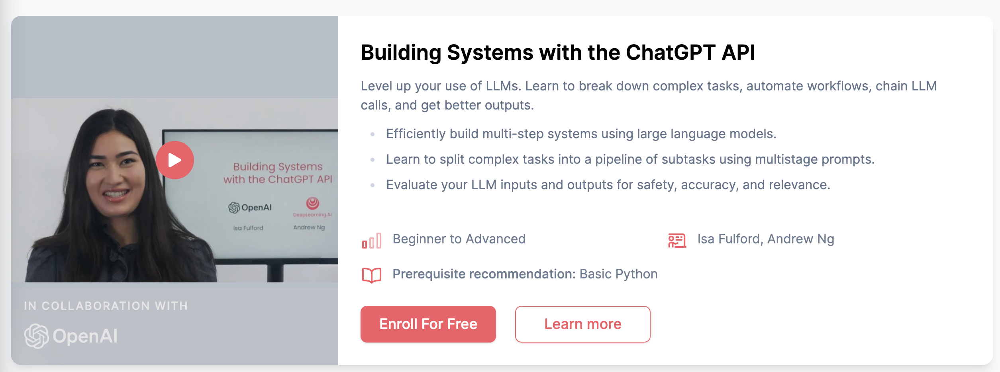 Building Systems
with the ChatGPT API
OpenAI
DeepLearning.AI
Isa Fulford
Andrew Ng
IN COLLABORATION WITH
OpenAI
Building Systems with the ChatGPT API
Level up your use of LLMs. Learn to break down complex tasks, automate workflows, chain LLM
calls, and get better outputs.
Efficiently build multi-step systems using large language models.
Learn to split complex tasks into a pipeline of subtasks using multistage prompts.
Evaluate your LLM inputs and outputs for safety, accuracy, and relevance.
Beginner to Advanced
Isa Fulford, Andrew Ng
Prerequisite recommendation: Basic Python
Enroll For Free
Learn more